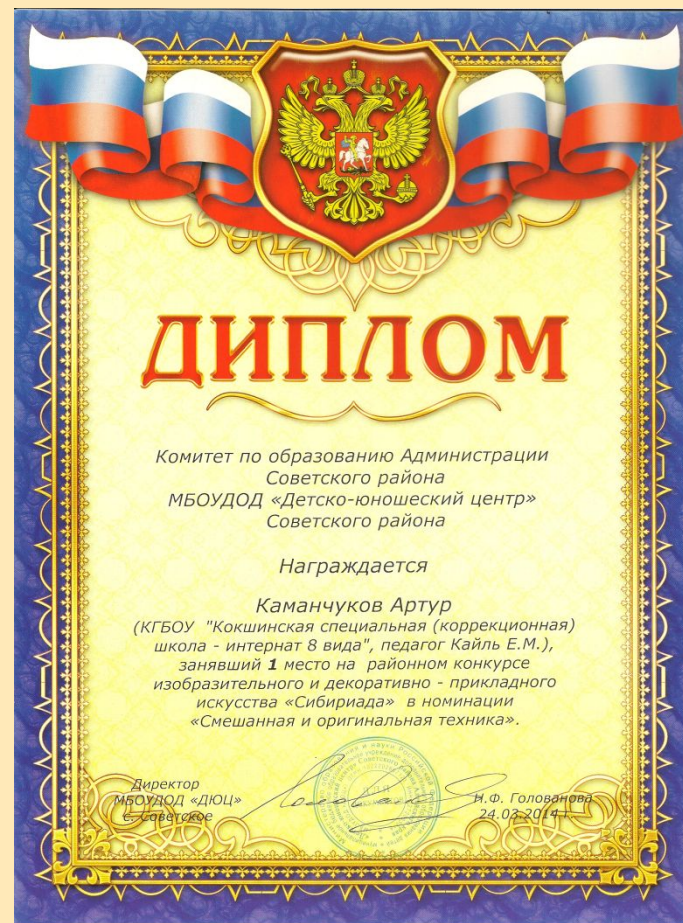 ДИПЛОМ
Комитет по образованию Администрации
Советского района
МБОУДОД «Детско-юношеский центр»
Советского района
Награждается
Каманчуков Артур
(КГБОУ "Кокшинская специальная (коррекционная)
школа - интернат 8 вида", педагог Кайль Е.М.),
занявший 1 место на районном конкурсе
изобразительного и декоративно - прикладного
искусства «Сибириада» в номинации
«Смешанная и оригинальная техника».
Директор
МБОУДОД «ДЮЦ»
с. Советское
Н.Ф. Голованова
24.03.2014 г.